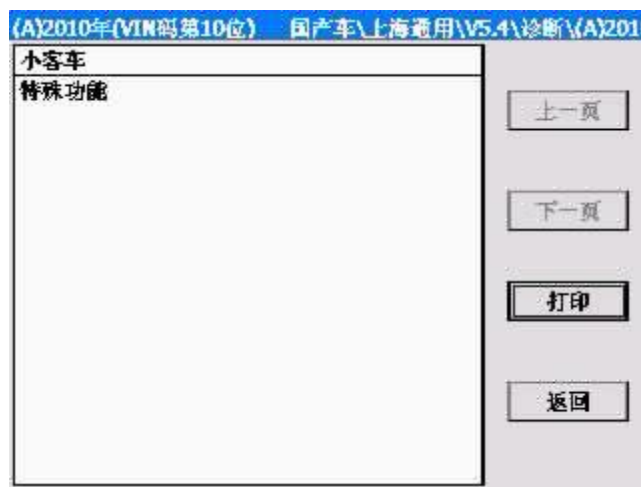 (A)2010年(VIN码第10位) 国产车\上海通用\V5.4\诊断\(A)201
小客车
特殊功能
上一页
下一页
打印
返回